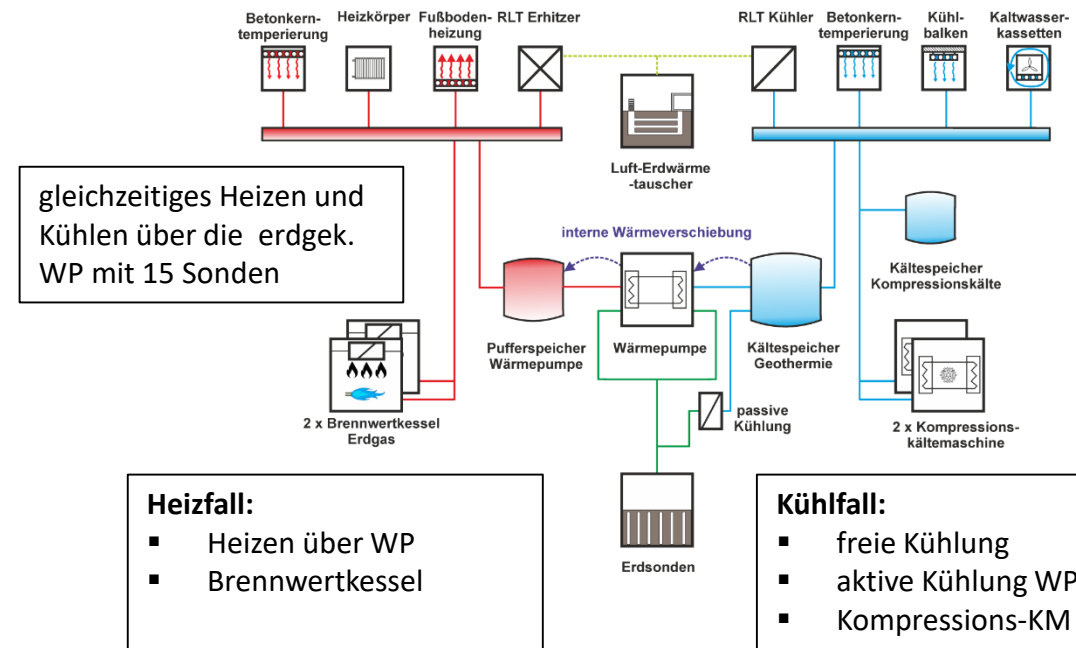 Betonkern-
temperierung
Heizkörper
Fußboden-
heizung
RLT Erhitzer
RLT Kühler
Betonkern-
temperierung
Kühl-
balken
Kaltwasser-
kassetten
Luft-Erdwärme
-tauscher
gleichzeitiges Heizen und
Kühlen über die erdgek.
WP mit 15 Sonden
interne Wärmeverschiebung
Kältespeicher
Kompressionskälte
Pufferspeicher
Wärmepumpe
Wärmepumpe
Kältespeicher
Geothermie
passive
Kühlung
2 x Brennwertkessel
Erdgas
2 x Kompressions-
kältemaschine
Erdsonden
Heizfall:
▪ Heizen über WP
▪ Brennwertkessel
Kühlfall:
▪ freie Kühlung
▪ aktive Kühlung WP
▪ Kompressions-KM